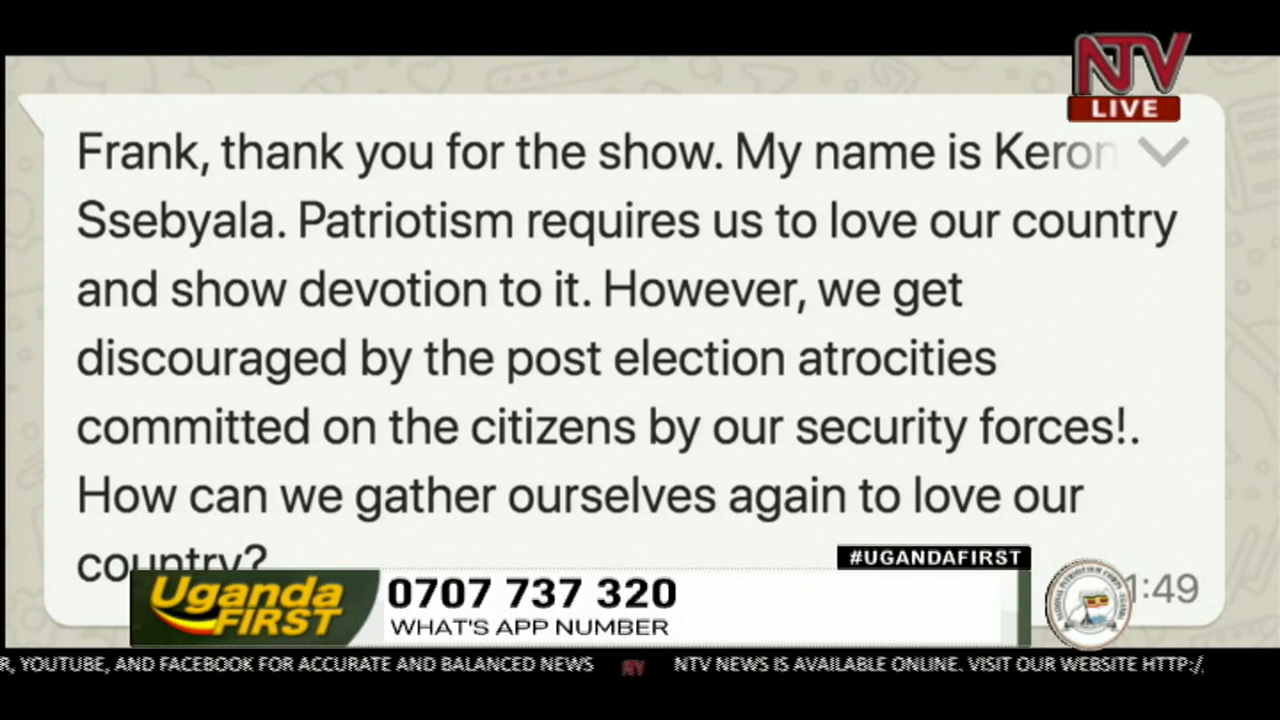 NTV
LIVE
Frank, thank you for the show. My name is Keron
Ssebyala. Patriotism requires us to love our country
and show devotion to it. However, we get
discouraged by the post election atrocities
committed on the citizens by our security forces!.
How can we gather ourselves again to love our
country?
#UGANDAFIRST
Uganda
FIRST
0707 737 320
WHAT'S APP NUMBER
1:49
R, YOUTUBE, AND FACEBOOK FOR ACCURATE AND BALANCED NEWS NTV NEWS IS AVAILABLE ONLINE. VISIT OUR WEBSITE HTTP:/